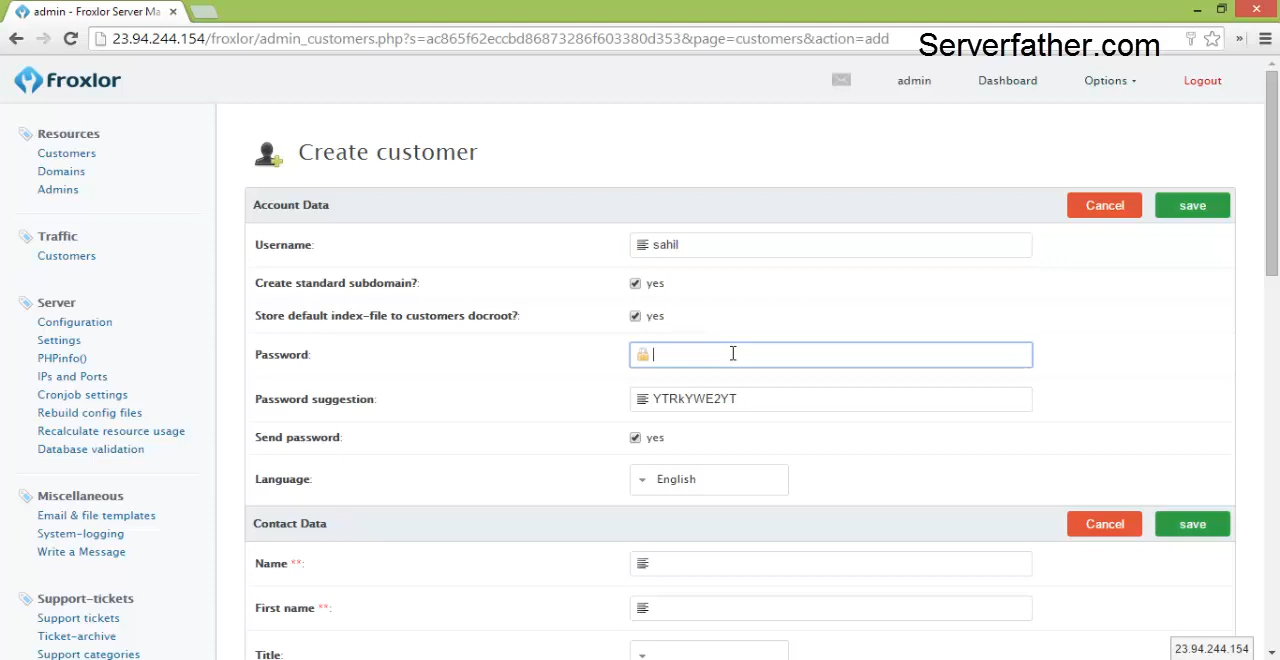 admin - Froxlor Server Ma
23.94.244.154/froxlor/admin_customers.php?s=ac865f62eccbd86873286f603380d353&page=customers&action=add
Serverfather.com
froxlor
admin
Dashboard
Options
Logout
Resources
Customers
Domains
Admins
Traffic
Customers
Server
Configuration
Settings
PHPinfo()
IPs and Ports
Cronjob settings
Rebuild config files
Recalculate resource usage
Database validation
Miscellaneous
Email & file templates
System-logging
Write a Message
Support-tickets
Support tickets
Ticket-archive
Support categories
Create customer
Account Data
Cancel
save
Username: sahil
Create standard subdomain?: yes
Store default index-file to customers docroot?: yes
Password:
Password suggestion: YTRkYWE2YT
Send password: yes
Language: English
Contact Data
Cancel
save
Name **:
First name **:
Title:
23.94.244.154